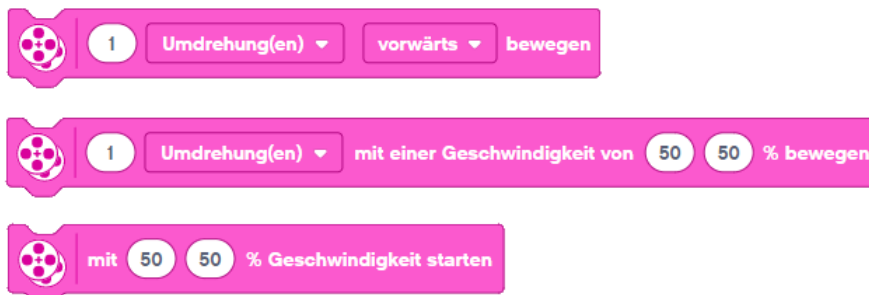 1 Umdrehung(en) vorwärts bewegen
1 Umdrehung(en) mit einer Geschwindigkeit von 50 50 % bewegen
mit 50 50 % Geschwindigkeit starten